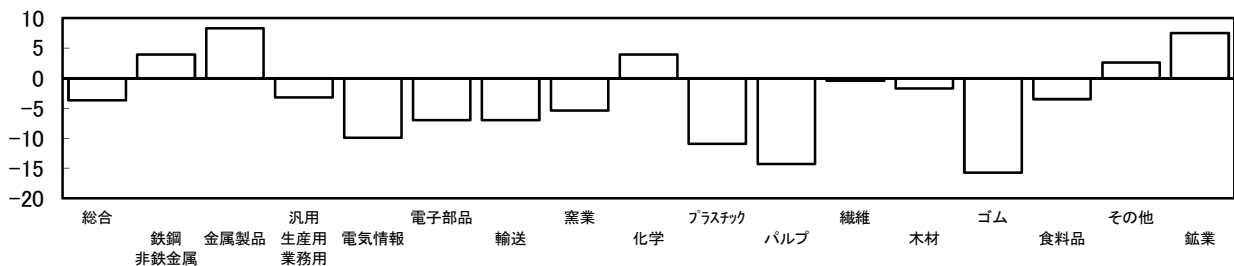 10
5
0
-5
-10
-15
-20
総合
鉄鋼
非鉄金属
金属製品
汎用
生産用
業務用
電気情報
電子部品
輸送
窯業
化学
ﾌﾟﾗｽﾁｯｸ
パルプ
繊維
木材
ゴム
食料品
その他
鉱業